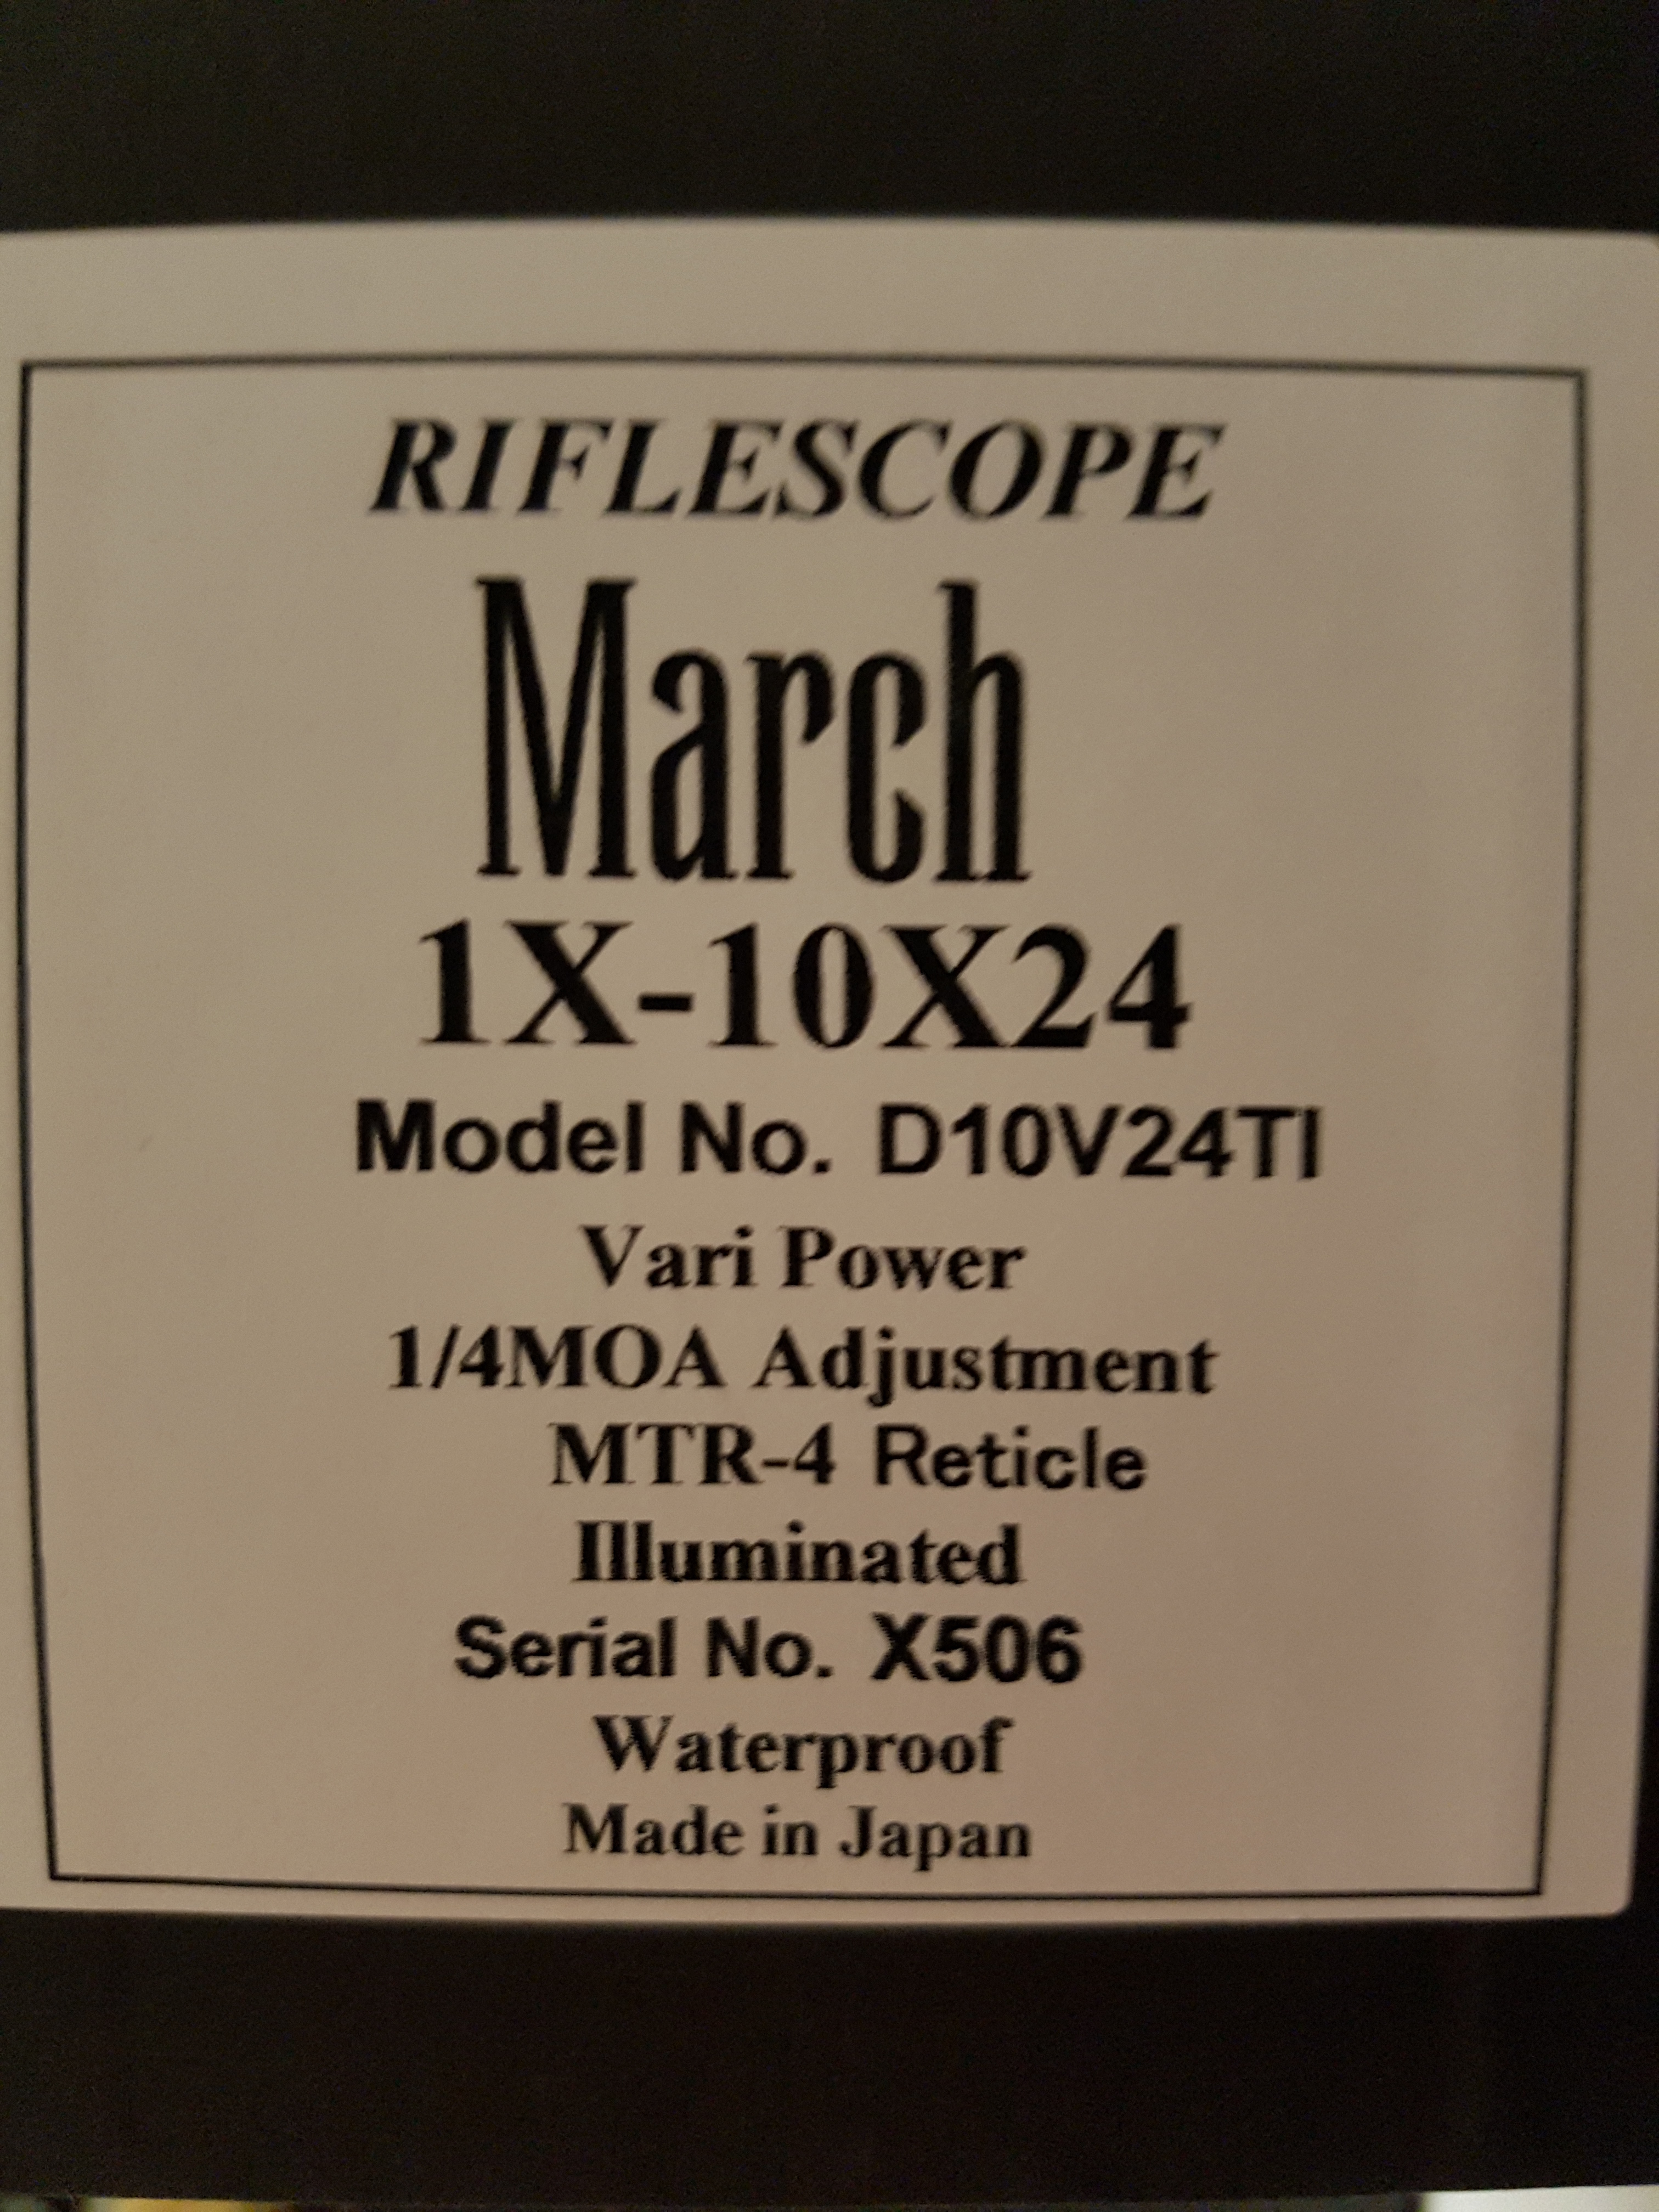 RIFLESCOPE
March
1X-10X24
Model No. D10V24TI
Vari Power
1/4MOA Adjustment
MTR-4 Reticle
Illuminated
Serial No. X506
Waterproof
Made in Japan